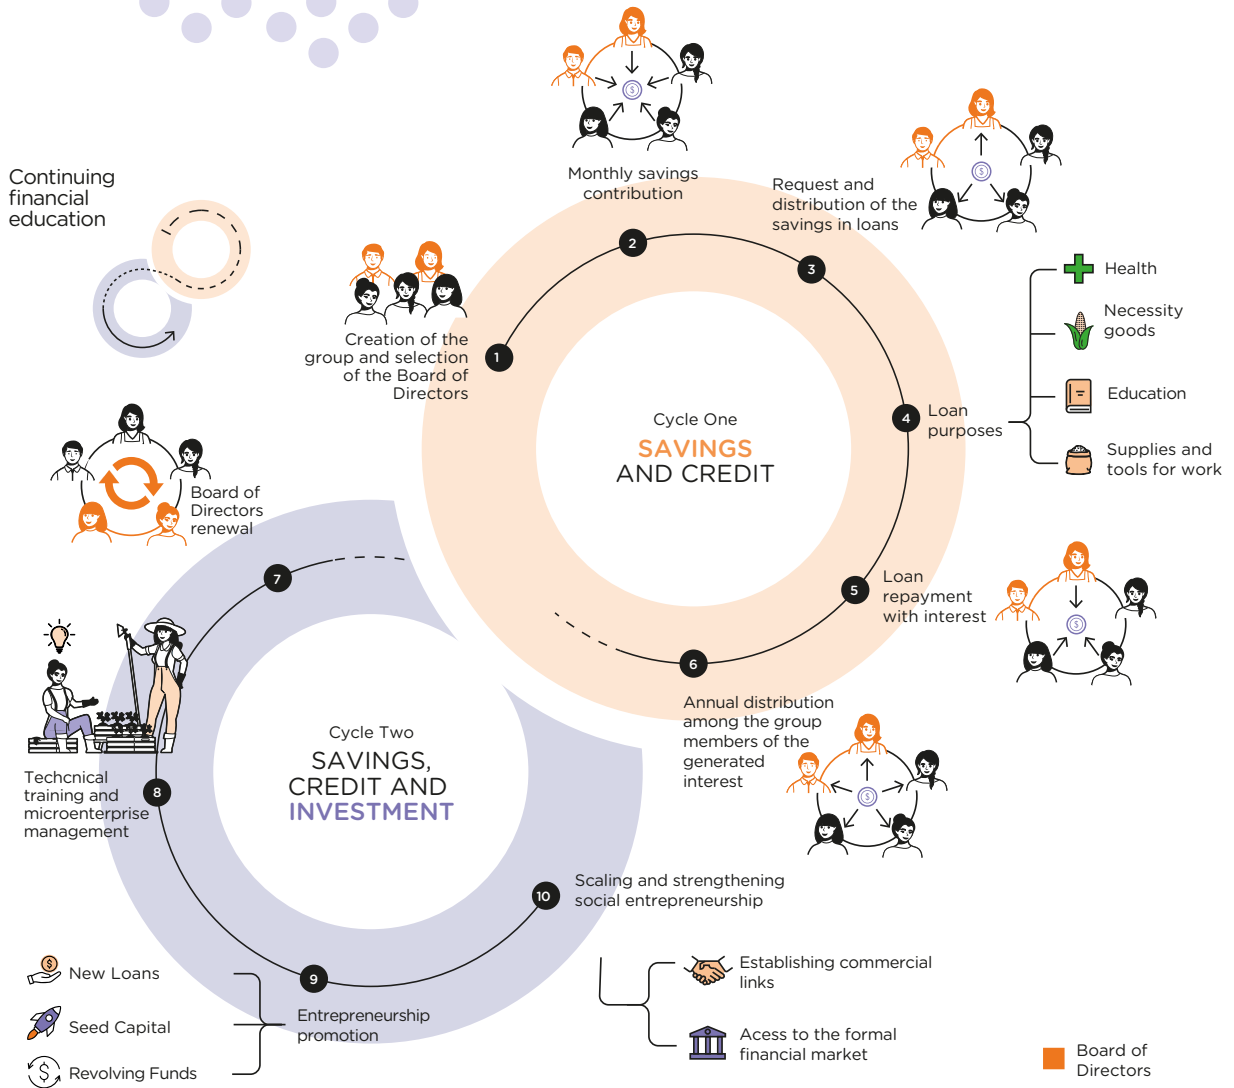 Continuing
financial
education
Monthly savings
contribution
Request and
distribution of the
savings in loans
Creation of the
group and selection
of the Board of
Directors
1
2
3
4
5
6
Loan
purposes
Health
Necessity
goods
Education
Supplies and
tools for work
Cycle One
SAVINGS
AND CREDIT
Loan
repayment
with interest
Annual distribution
among the group
members of the
generated
interest
Board of
Directors
renewal
7
8
9
10
Techcnical
training and
microenterprise
management
Cycle Two
SAVINGS,
CREDIT AND
INVESTMENT
Scaling and strengthening
social entrepreneurship
New Loans
Seed Capital
Revolving Funds
Entrepreneurship
promotion
Establishing commercial
links
Acess to the formal
financial market
Board of
Directors
$
$
$
$
$
$